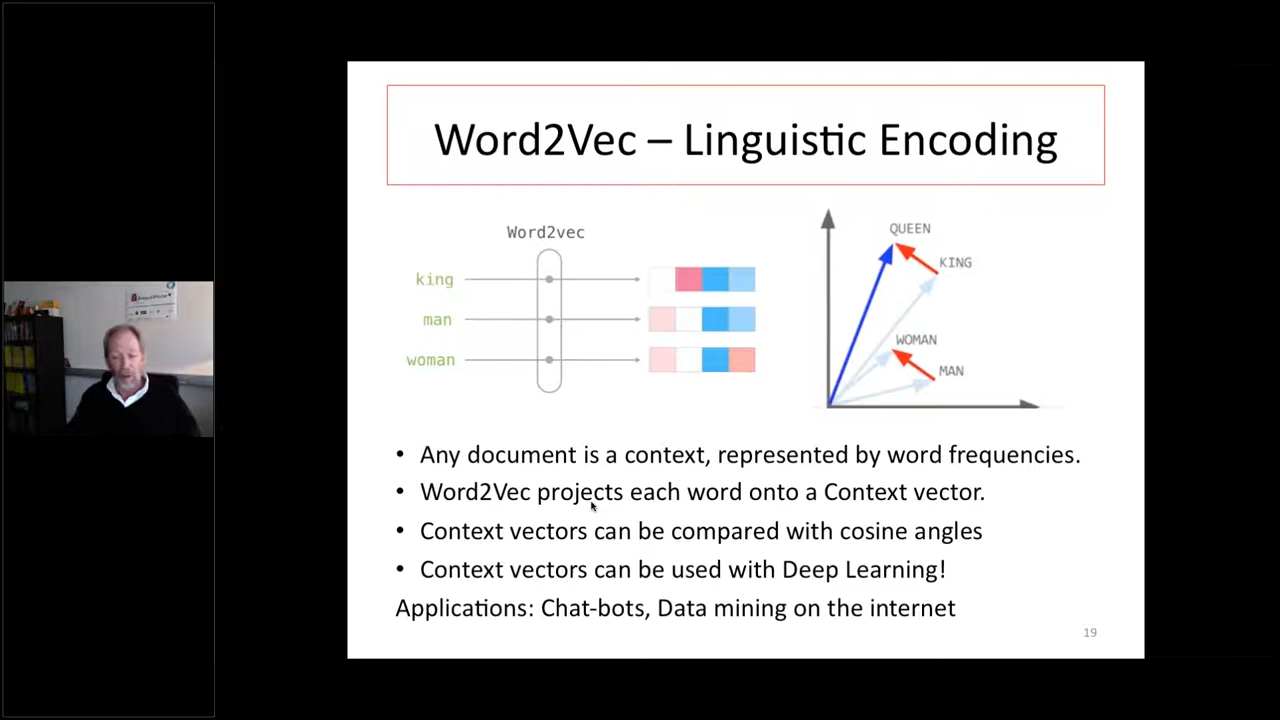 Word2Vec – Linguistic Encoding
Word2vec
king
man
woman
QUEEN
KING
WOMAN
MAN
• Any document is a context, represented by word frequencies.
• Word2Vec projects each word onto a Context vector.
• Context vectors can be compared with cosine angles
• Context vectors can be used with Deep Learning!
Applications: Chat-bots, Data mining on the internet
19